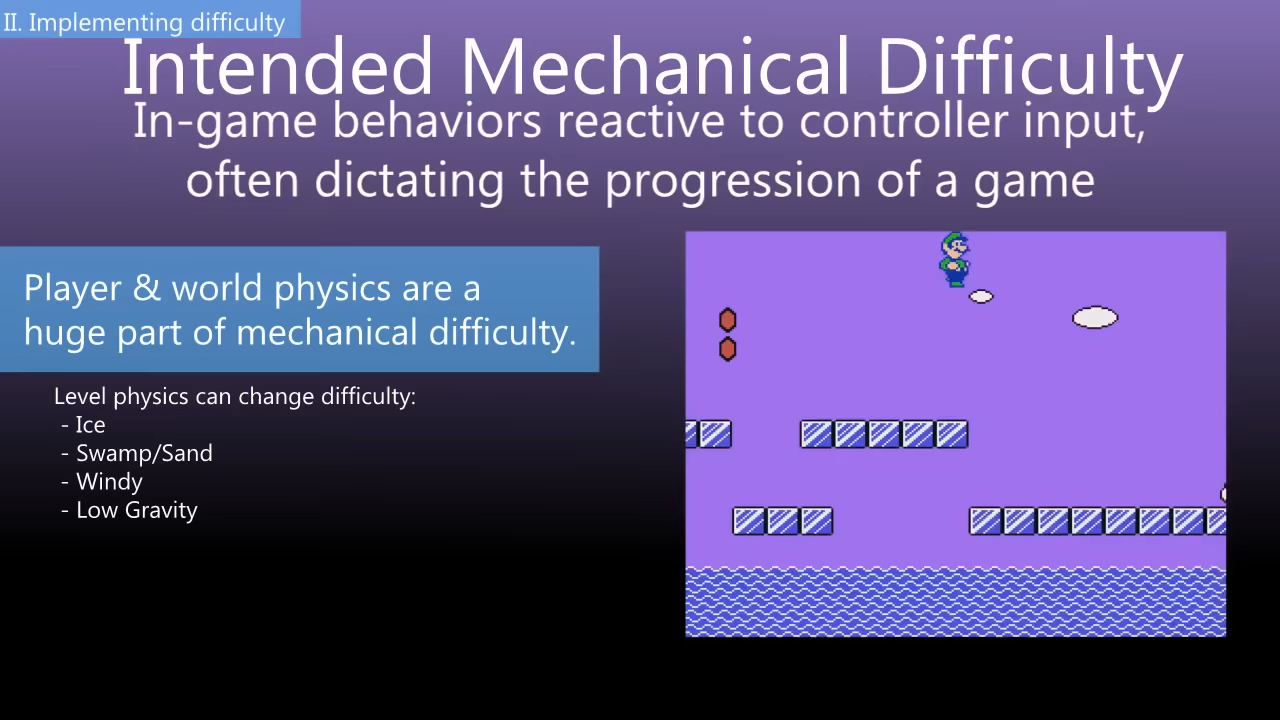 II. Implementing difficulty
Intended Mechanical Difficulty
In-game behaviors reactive to controller input,
often dictating the progression of a game
Player & world physics are a
huge part of mechanical difficulty.
Level physics can change difficulty:
- Ice
- Swamp/Sand
- Windy
- Low Gravity